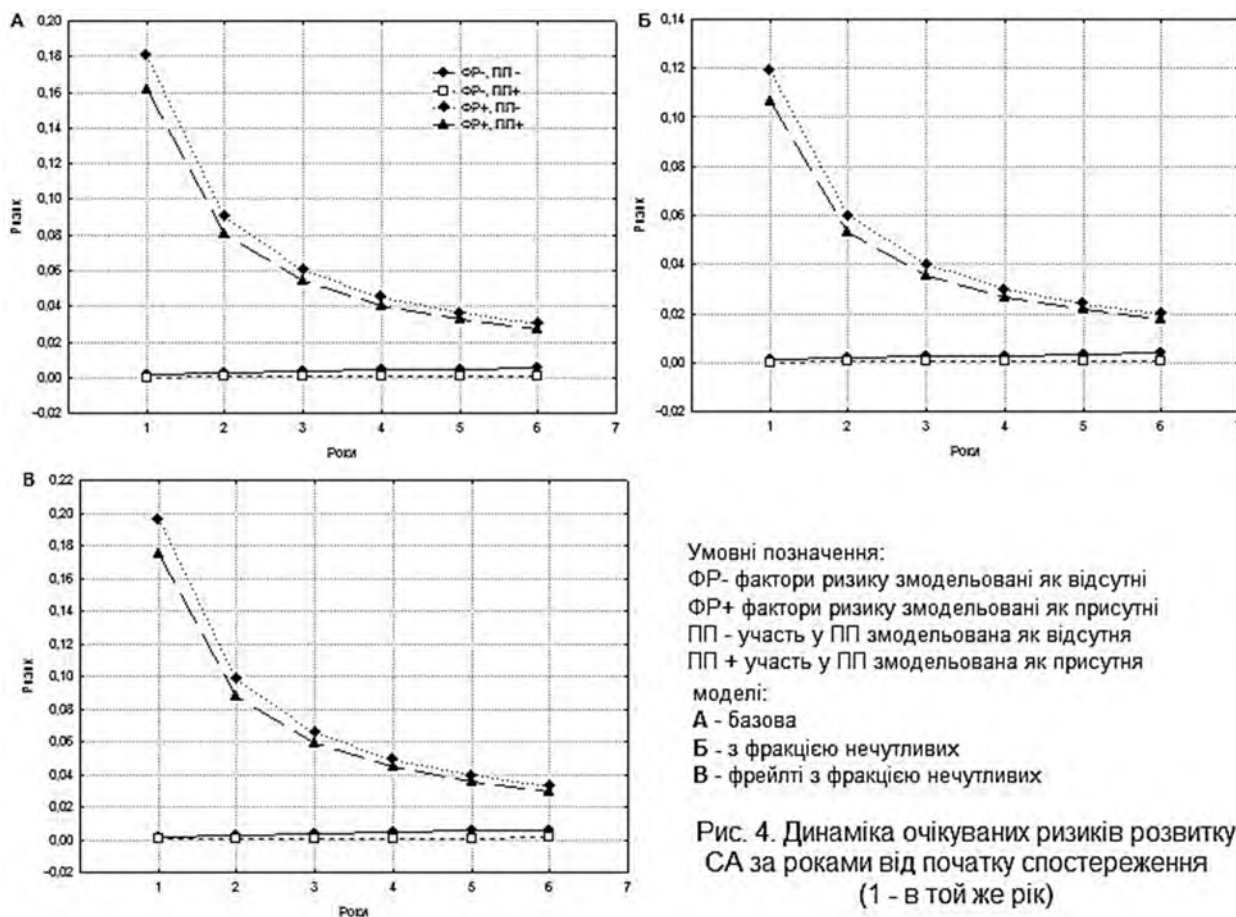 А
0,20
0,18
0,16
0,14
0,12
0,10
0,08
0,06
0,04
0,02
0,00
-0,02
Ризік
1 2 3 4 5 6 7
Роки
ФР-, ПП -
ФР-, ПП+
ФР+, ПП-
ФР+, ПП+
Б
0,14
0,12
0,10
0,08
0,06
0,04
0,02
0,00
-0,02
Ризік
1 2 3 4 5 6 7
Роки
В
0,22
0,20
0,18
0,16
0,14
0,12
0,10
0,08
0,06
0,04
0,02
0,00
-0,02
Ризік
1 2 3 4 5 6 7
Роки
Умовні позначення:
ФР- фактори ризику змодельовані як відсутні
ФР+ фактори ризику змодельовані як присутні
ПП - участь у ПП змодельована як відсутня
ПП + участь у ПП змодельована як присутня
моделі:
А - базова
Б - з фракцією нечутливих
В - фрейлті з фракцією нечутливих
Рис. 4. Динаміка очікуваних ризиків розвитку
СА за роками від початку спостереження
(1 - в той же рік)